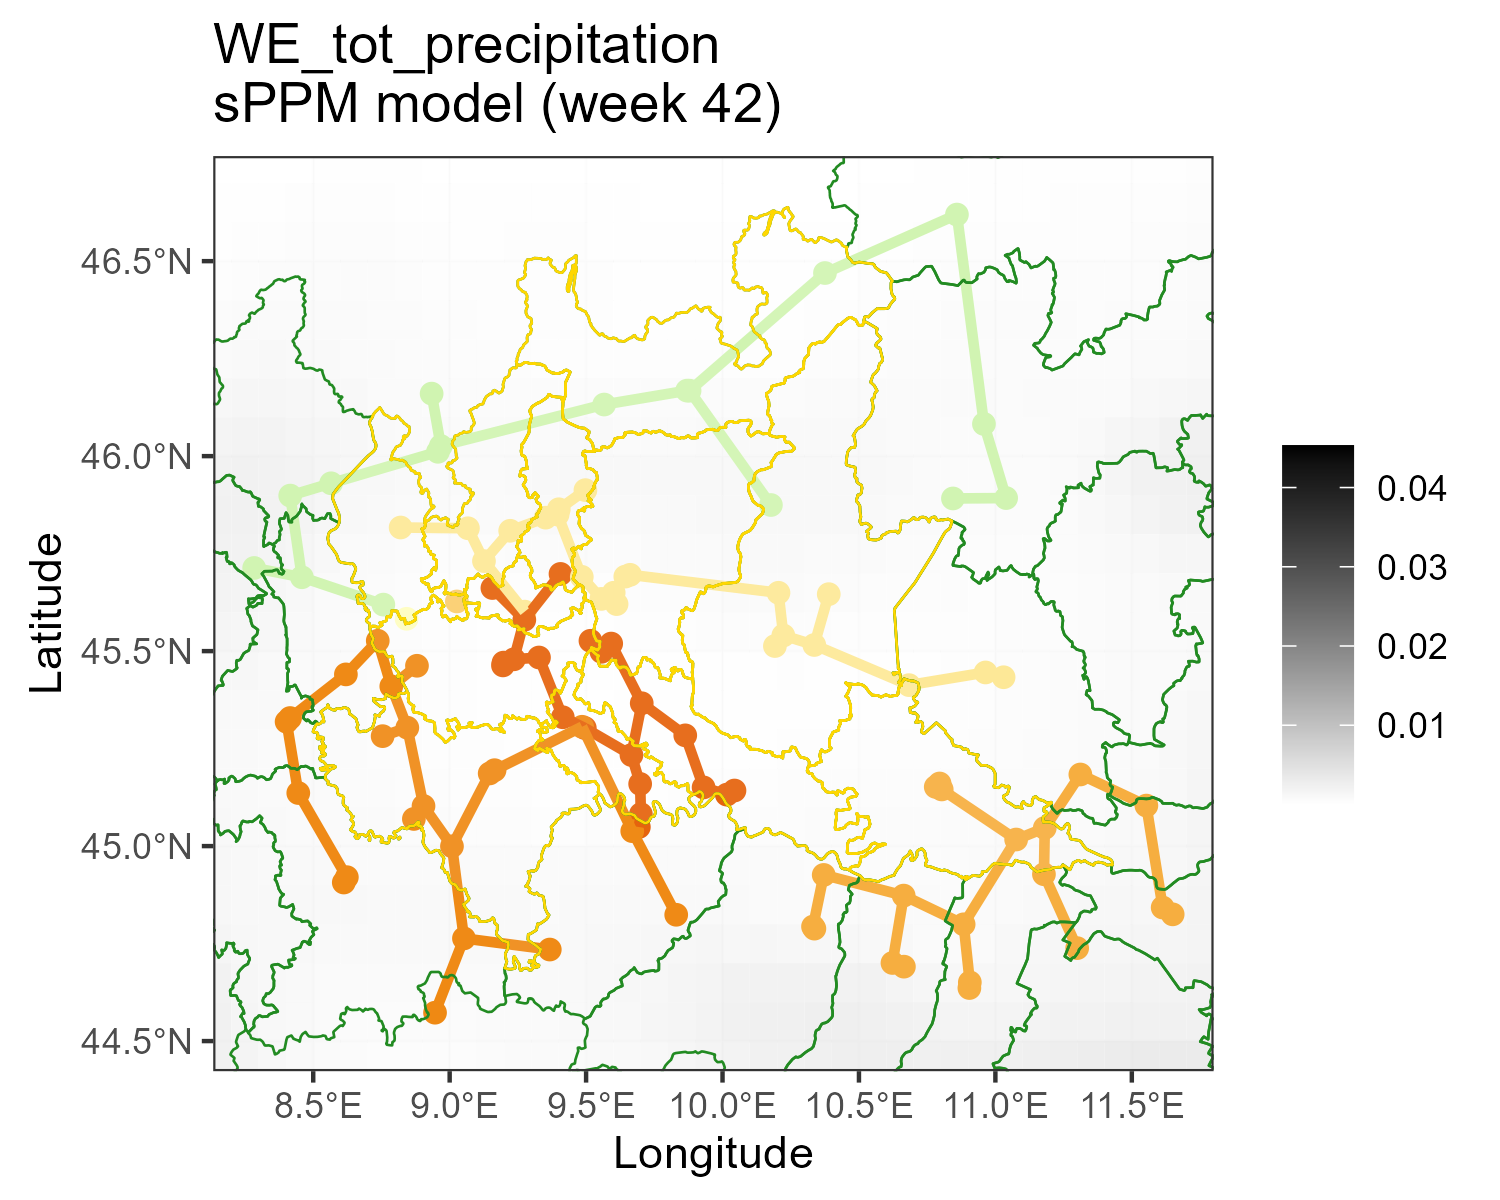 WE_tot_precipitation
sPPM model (week 42)
46.5°N
46.0°N
45.5°N
45.0°N
44.5°N
Latitude
8.5°E 9.0°E 9.5°E 10.0°E 10.5°E 11.0°E 11.5°E
Longitude
0.04
0.03
0.02
0.01